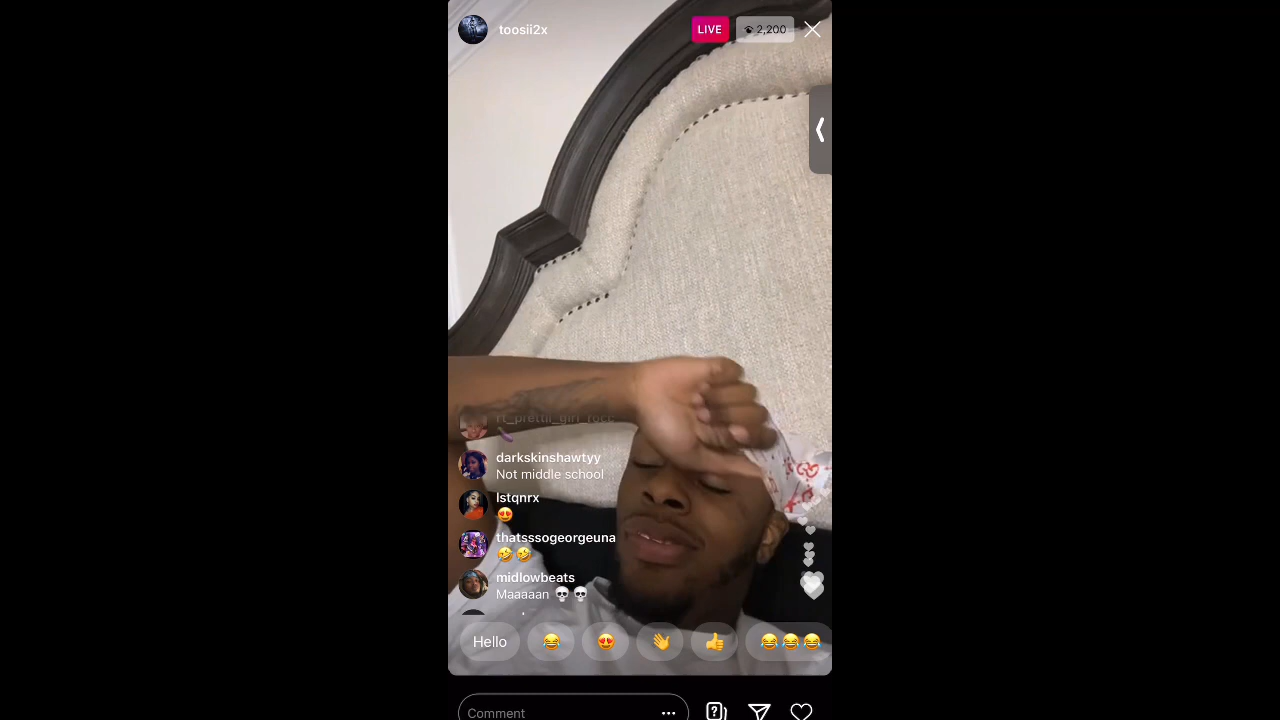 toosii2x
LIVE
2,200
darkskinshawtyy
Not middle school
lstqnrx
😍
thatsssogeorgeuna
🤣🤣
midlowbeats
Maaaaan 💀💀
Hello 😂 😍 👋 👍 😂😂😂
Comment